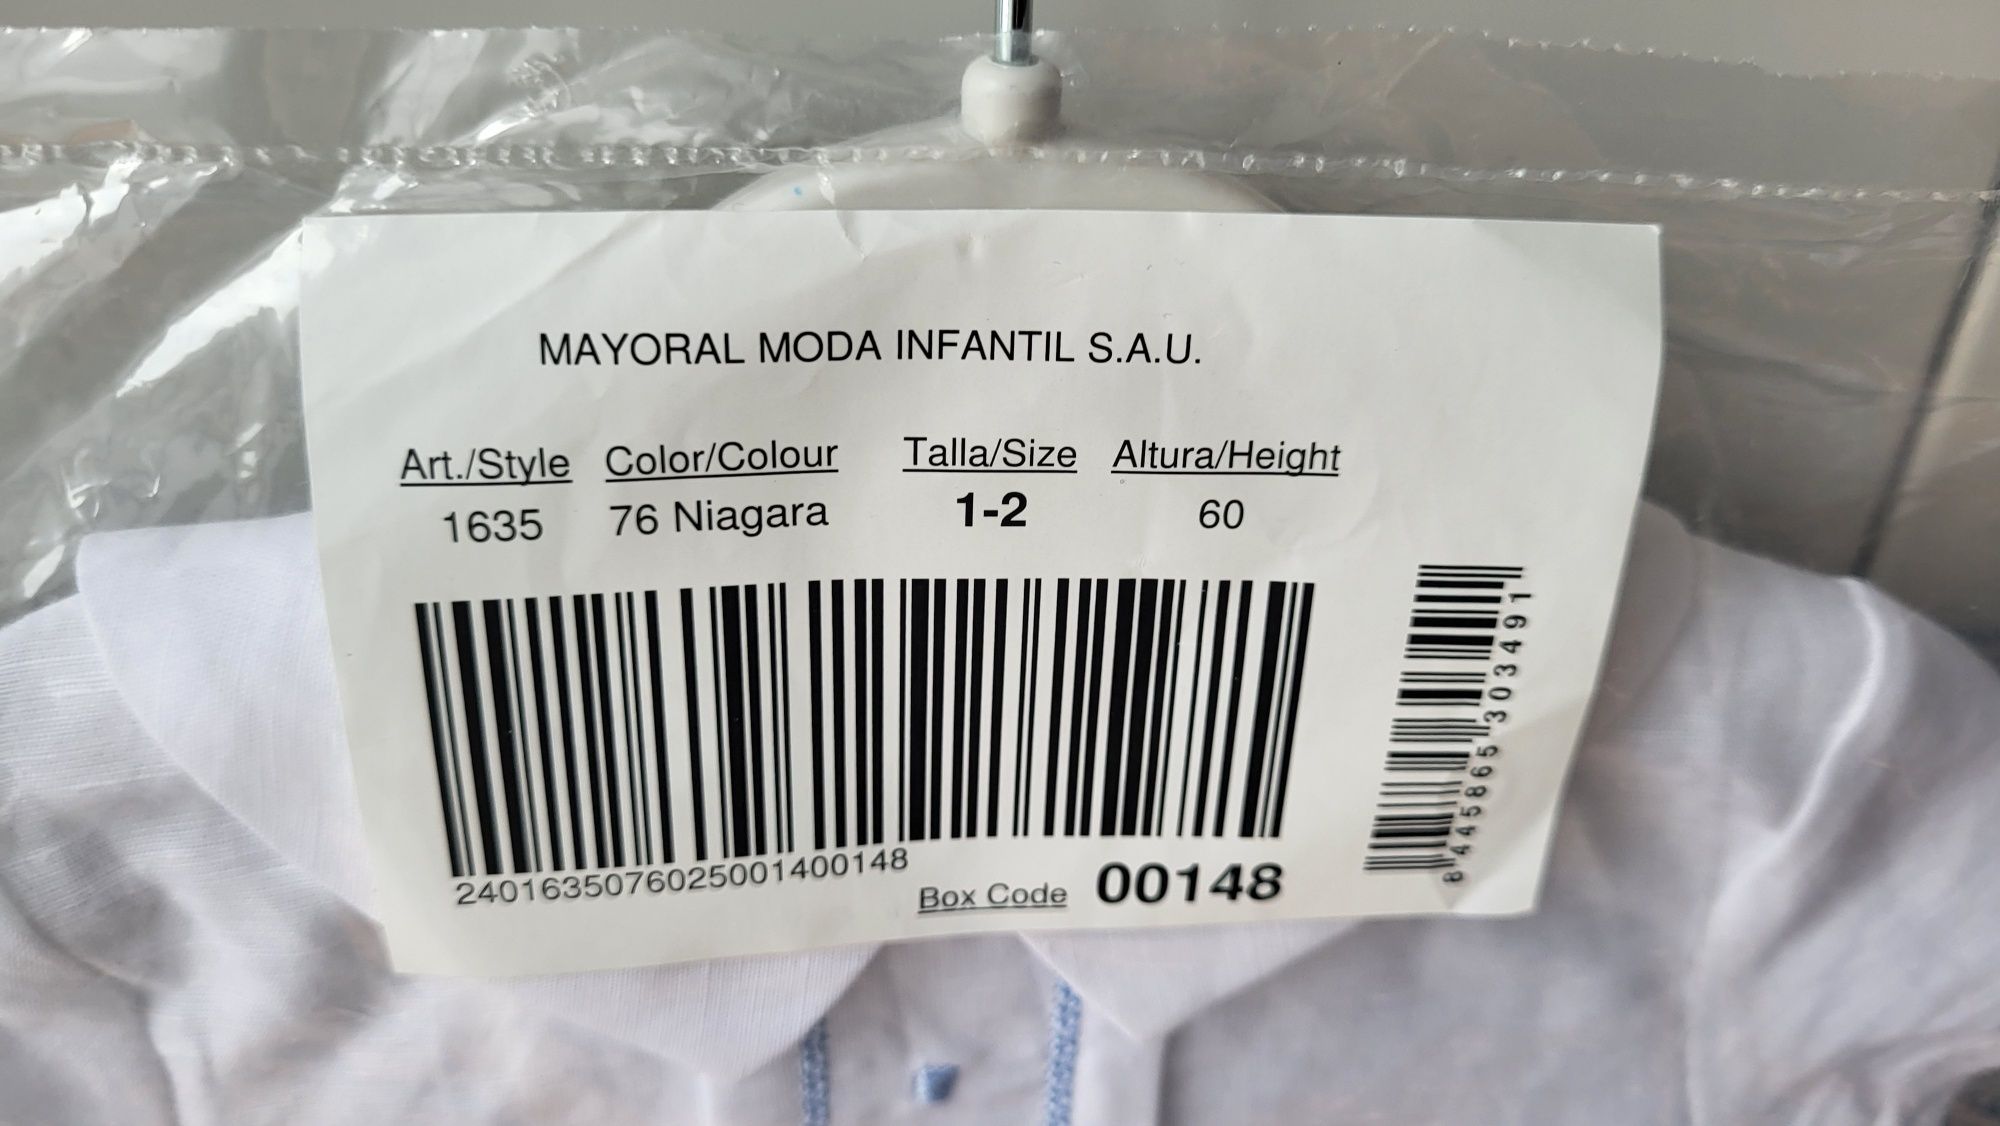 MAYORAL MODA INFANTIL S.A.U.
Art./Style Color/Colour Talla/Size Altura/Height
1635 76 Niagara 1-2 60
2401635076025001400148
Box Code 00148
8445865303491